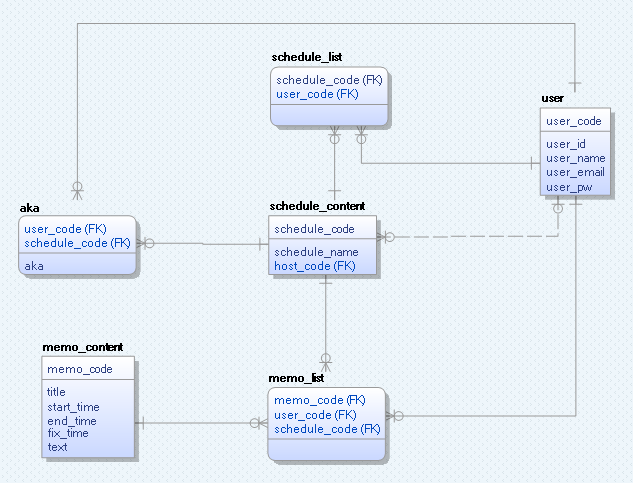 schedule_list
schedule_code (FK)
user_code (FK)
user
user_code
user_id
user_name
user_email
user_pw
aka
user_code (FK)
schedule_code (FK)
aka
schedule_content
schedule_code
schedule_name
host_code (FK)
memo_content
memo_code
title
start_time
end_time
fix_time
text
memo_list
memo_code (FK)
user_code (FK)
schedule_code (FK)